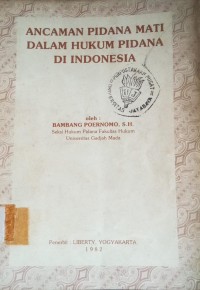 ANCAMAN PIDANA MATI
DALAM HUKUM PIDANA
DI INDONESIA
oleh :
BAMBANG POERNOMO, S.H.
Seksi Hukum Pidana Fakultas Hukum
Universitas Gadjah Mada
Penerbit LIBERTY, YOGYAKARTA
1982